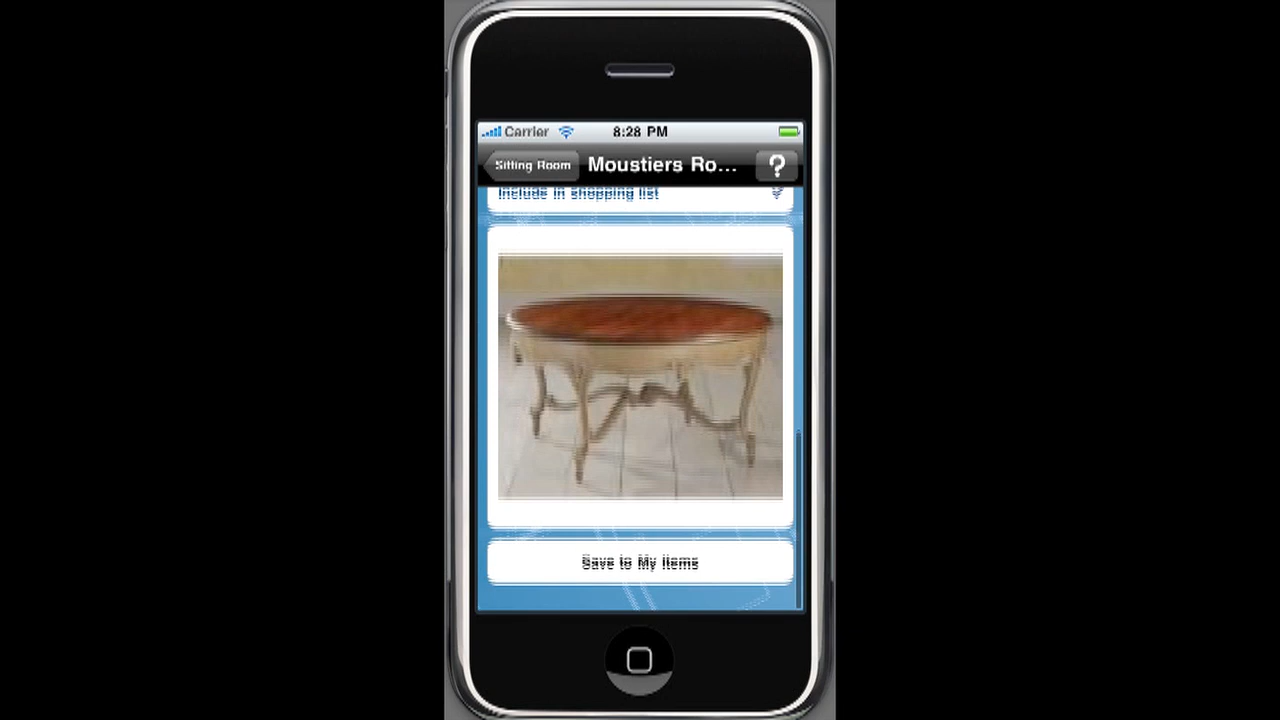 Carrier 8:28 PM
Sitting Room Moustiers Ro... ?
Include in shopping list
Save to My Items